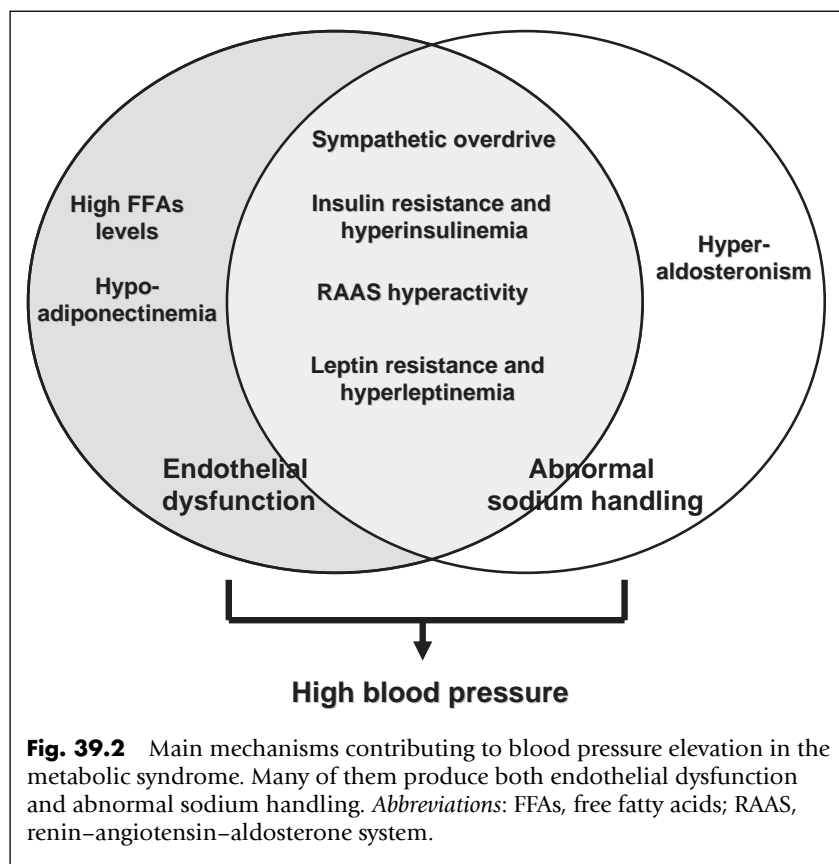 Sympathetic overdrive
High FFAs
levels
Insulin resistance and
hyperinsulinemia
Hyper-
aldosteronism
Hypo-
adiponectinemia
RAAS hyperactivity
Leptin resistance and
hyperleptinemia
Endothelial
dysfunction
Abnormal
sodium handling
High blood pressure
Fig. 39.2 Main mechanisms contributing to blood pressure elevation in the
metabolic syndrome. Many of them produce both endothelial dysfunction
and abnormal sodium handling. Abbreviations: FFAs, free fatty acids; RAAS,
renin–angiotensin–aldosterone system.